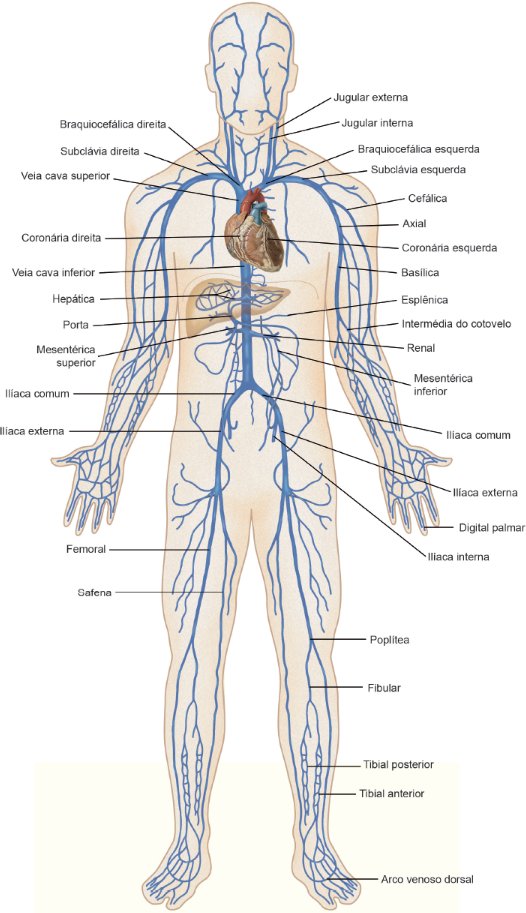 Jugular externa
Jugular interna
Braquiocefálica direita
Braquiocefálica esquerda
Subclávia direita
Subclávia esquerda
Veia cava superior
Cefálica
Axial
Coronária direita
Coronária esquerda
Veia cava inferior
Basílica
Hepática
Esplênica
Porta
Intermédia do cotovelo
Mesentérica
superior
Renal
Mesentérica
inferior
Ilíaca comum
Ilíaca externa
Ilíaca comum
Ilíaca externa
Digital palmar
Femoral
Ilíaca interna
Safena
Poplítea
Fibular
Tibial posterior
Tibial anterior
Arco venoso dorsal